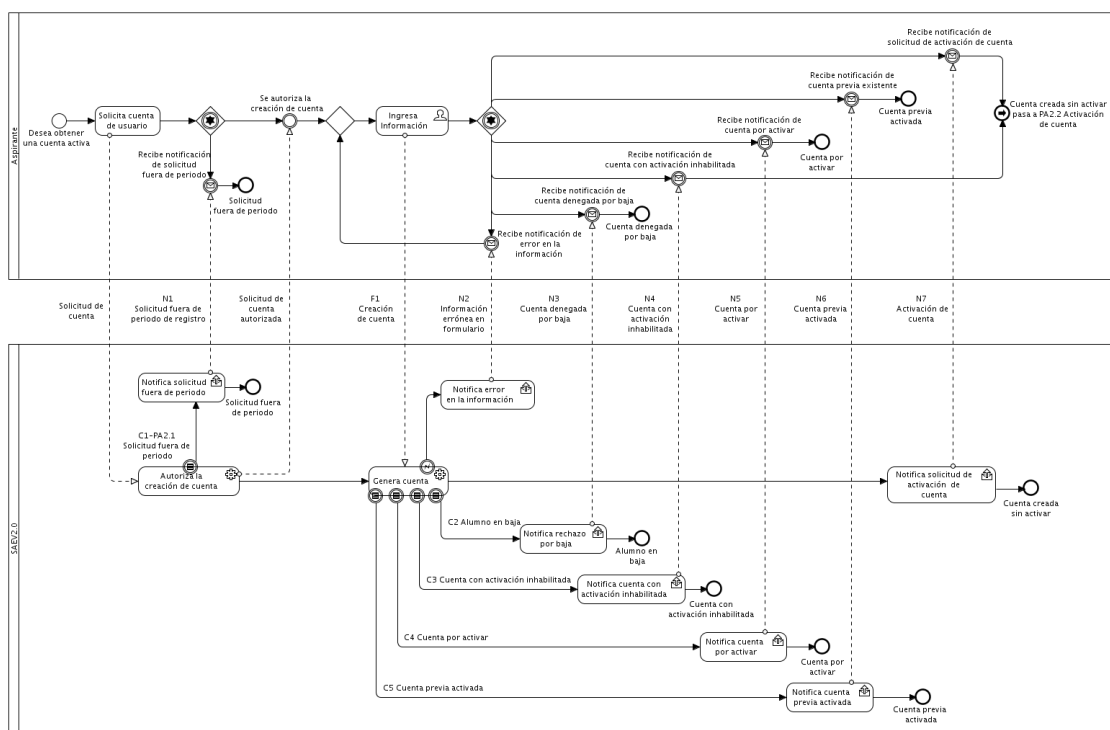 Aspirante
Desea obtener
una cuenta activa
Solicita cuenta
de usuario
Recibe notificación
de solicitud
fuera de periodo
Solicitud
fuera de periodo
Se autoriza la
creación de cuenta
Ingresa
Información
Recibe notificación de
solicitud de activación de cuenta
Recibe notificación de
cuenta previa existente
Cuenta previa
activada
Recibe notificación de
cuenta por activar
Cuenta por
activar
Recibe notificación de
cuenta con activación inhabilitada
Recibe notificación de
cuenta denegada por baja
Cuenta denegada
por baja
Recibe notificación de
error en la
información
Cuenta creada sin activar
pasa a PA2.2 Activación
de cuenta
Solicitud de
cuenta
N1
Solicitud fuera de
periodo de registro
Solicitud de
cuenta
autorizada
F1
Creación
de cuenta
N2
Información
errónea en
formulario
N3
Cuenta denegada
por baja
N4
Cuenta con
activación
inhabilitada
N5
Cuenta por
activar
N6
Cuenta previa
activada
N7
Activación de
cuenta
SAEV2.0
Notifica solicitud
fuera de periodo
Solicitud fuera
de periodo
C1-PA2.1
Solicitud fuera de
periodo
Autoriza la
creación de cuenta
Notifica error
en la información
Genera cuenta
Notifica solicitud de
activación de
cuenta
Cuenta creada
sin activar
C2 Alumno en baja
Notifica rechazo
por baja
Alumno en
baja
C3 Cuenta con activación inhabilitada
Notifica cuenta con
activación inhabilitada
Cuenta con
activación inhabilitada
C4 Cuenta por activar
Notifica cuenta
por activar
Cuenta por
activar
C5 Cuenta previa activada
Notifica cuenta
previa activada
Cuenta previa
activada